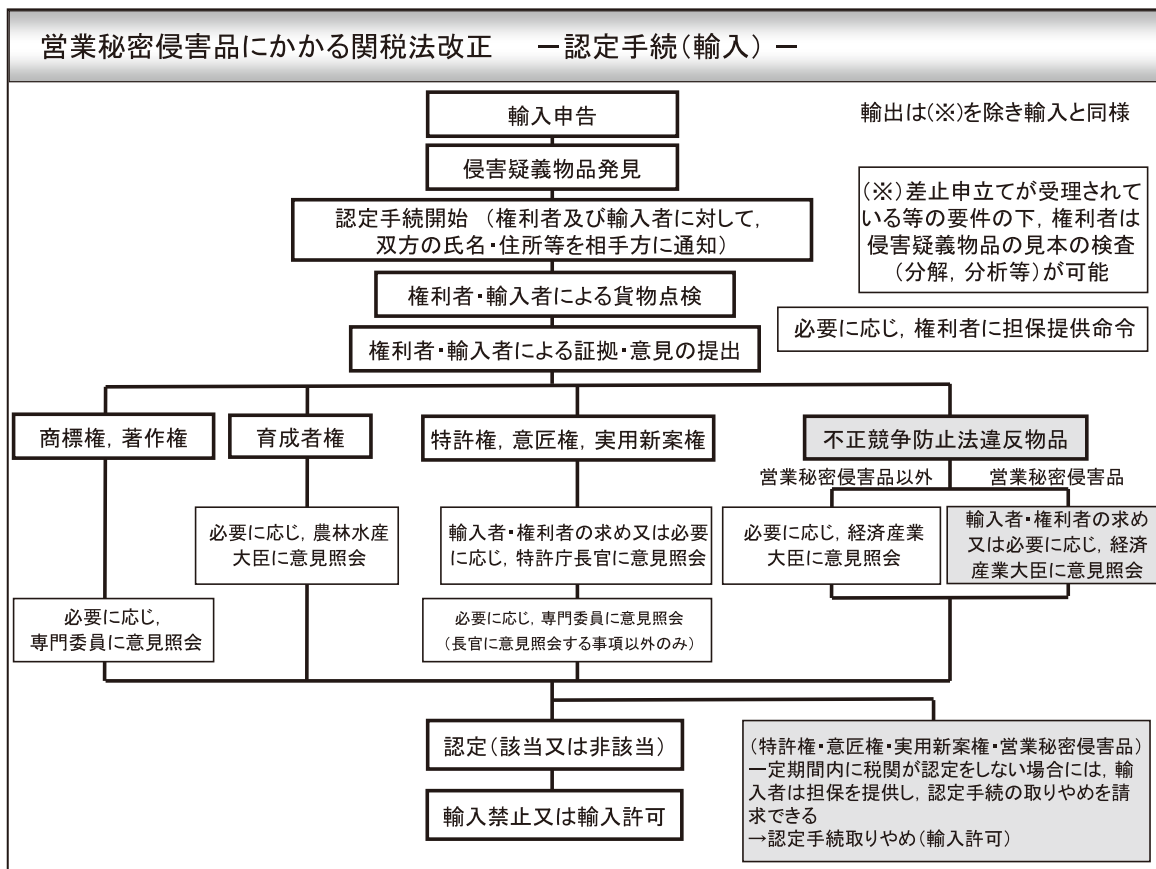 営業秘密侵害品にかかる関税法改正　－認定手続(輸入)－
輸入申告
輸出は(※)を除き輸入と同様
侵害疑義物品発見
認定手続開始　(権利者及び輸入者に対して,
双方の氏名・住所等を相手方に通知)
(※)差止申立てが受理されて
いる等の要件の下, 権利者は
侵害疑義物品の見本の検査
(分解, 分析等)が可能
権利者・輸入者による貨物点検
必要に応じ, 権利者に担保提供命令
権利者・輸入者による証拠・意見の提出
商標権, 著作権
育成者権
特許権, 意匠権, 実用新案権
不正競争防止法違反物品
営業秘密侵害品以外
営業秘密侵害品
必要に応じ, 農林水産
大臣に意見照会
輸入者・権利者の求め又は必要
に応じ, 特許庁長官に意見照会
必要に応じ, 経済産業
大臣に意見照会
輸入者・権利者の求め
又は必要に応じ, 経済
産業大臣に意見照会
必要に応じ,
専門委員に意見照会
必要に応じ, 専門委員に意見照会
(長官に意見照会する事項以外のみ)
認定(該当又は非該当)
輸入禁止又は輸入許可
(特許権・意匠権・実用新案権・営業秘密侵害品)
一定期間内に税関が認定をしない場合には, 輸
入者は担保を提供し, 認定手続の取りやめを請
求できる
→認定手続取りやめ(輸入許可)